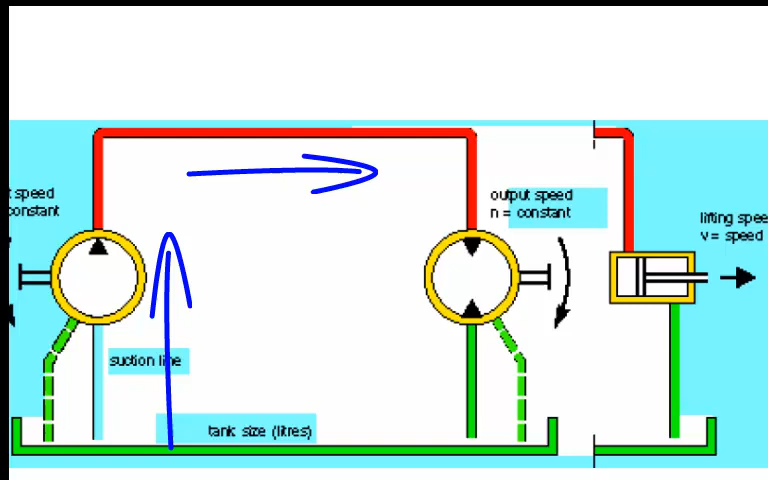 t speed
constant
output speed
n = constant
lifting spee
v = speed
suction line
tank size (litres)